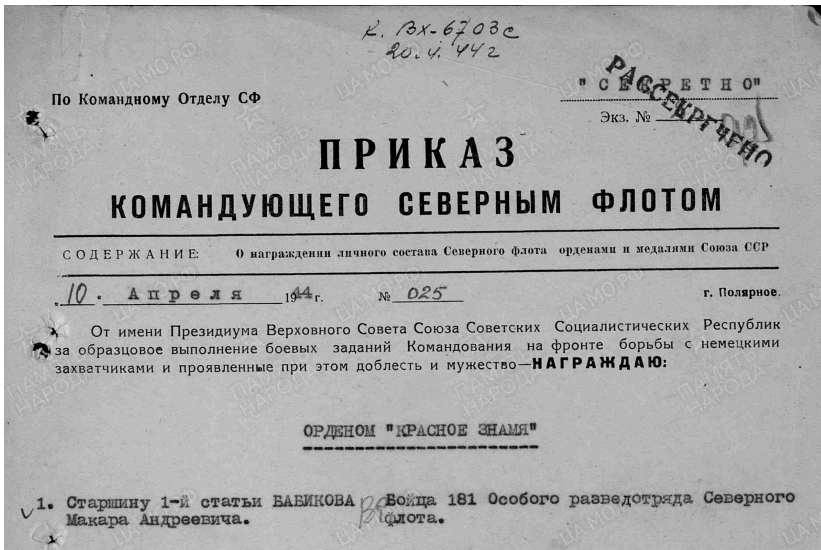 К. Вх-6703с
20.4.44г
По Командному Отделу СФ
"СЕКРЕТНО"
РАССЕКРЕЧЕНО
Экз. №
ПРИКАЗ
КОМАНДУЮЩЕГО СЕВЕРНЫМ ФЛОТОМ
СОДЕРЖАНИЕ: О награждении личного состава Северного флота орденами и медалями Союза ССР
"10" Апреля 1944 г. № 025 г. Полярное.
От имени Президиума Верховного Совета Союза Советских Социалистических Республик
за образцовое выполнение боевых заданий Командования на фронте борьбы с немецкими
захватчиками и проявленные при этом доблесть и мужество—НАГРАЖДАЮ:
ОРДЕНОМ "КРАСНОЕ ЗНАМЯ"
1. Старшину 1-й статьи БАБИКОВА Бойца 181 Особого разведотряда Северного
Макара Андреевича. флота.